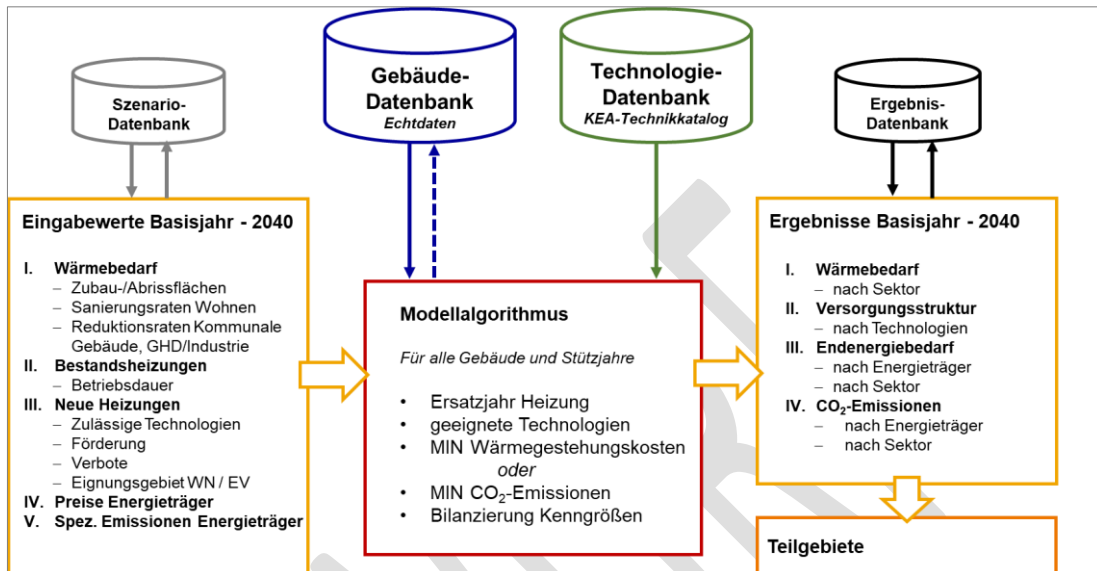 Szenario-
Datenbank
Gebäude-
Datenbank
Echtdaten
Technologie-
Datenbank
KEA-Technikkatalog
Ergebnis-
Datenbank
Eingabewerte Basisjahr - 2040
I. Wärmebedarf
– Zubau-/Abrissflächen
– Sanierungsraten Wohnen
– Reduktionsraten Kommunale
Gebäude, GHD/Industrie
II. Bestandsheizungen
– Betriebsdauer
III. Neue Heizungen
– Zulässige Technologien
– Förderung
– Verbote
– Eignungsgebiet WN / EV
IV. Preise Energieträger
V. Spez. Emissionen Energieträger
Modellalgorithmus
Für alle Gebäude und Stützjahre
• Ersatzjahr Heizung
• geeignete Technologien
• MIN Wärmegestehungskosten
oder
• MIN CO₂-Emissionen
• Bilanzierung Kenngrößen
Ergebnisse Basisjahr - 2040
I. Wärmebedarf
– nach Sektor
II. Versorgungsstruktur
– nach Technologien
III. Endenergiebedarf
– nach Energieträger
– nach Sektor
IV. CO₂-Emissionen
– nach Energieträger
– nach Sektor
Teilgebiete